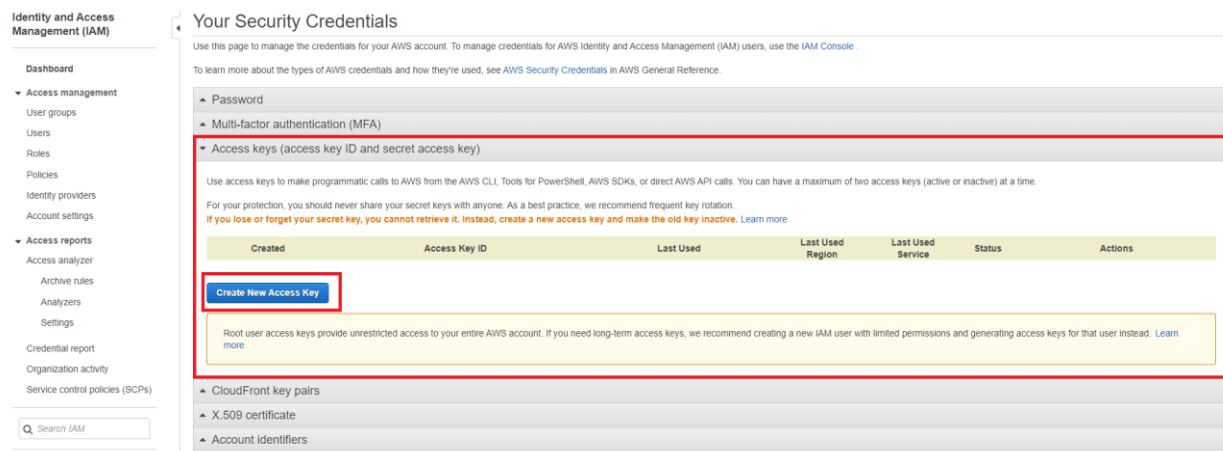 Identity and Access
Management (IAM)
Dashboard
Access management
User groups
Users
Roles
Policies
Identity providers
Account settings
Access reports
Access analyzer
Archive rules
Analyzers
Settings
Credential report
Organization activity
Service control policies (SCPs)
Search IAM
Your Security Credentials
Use this page to manage the credentials for your AWS account. To manage credentials for AWS Identity and Access Management (IAM) users, use the IAM Console .
To learn more about the types of AWS credentials and how they're used, see AWS Security Credentials in AWS General Reference.
Password
Multi-factor authentication (MFA)
Access keys (access key ID and secret access key)
Use access keys to make programmatic calls to AWS from the AWS CLI, Tools for PowerShell, AWS SDKs, or direct AWS API calls. You can have a maximum of two access keys (active or inactive) at a time.
For your protection, you should never share your secret keys with anyone. As a best practice, we recommend frequent key rotation.
If you lose or forget your secret key, you cannot retrieve it. Instead, create a new access key and make the old key inactive. Learn more
Created Access Key ID Last Used Last Used Region Last Used Service Status Actions
Create New Access Key
Root user access keys provide unrestricted access to your entire AWS account. If you need long-term access keys, we recommend creating a new IAM user with limited permissions and generating access keys for that user instead. Learn
more
CloudFront key pairs
X.509 certificate
Account identifiers